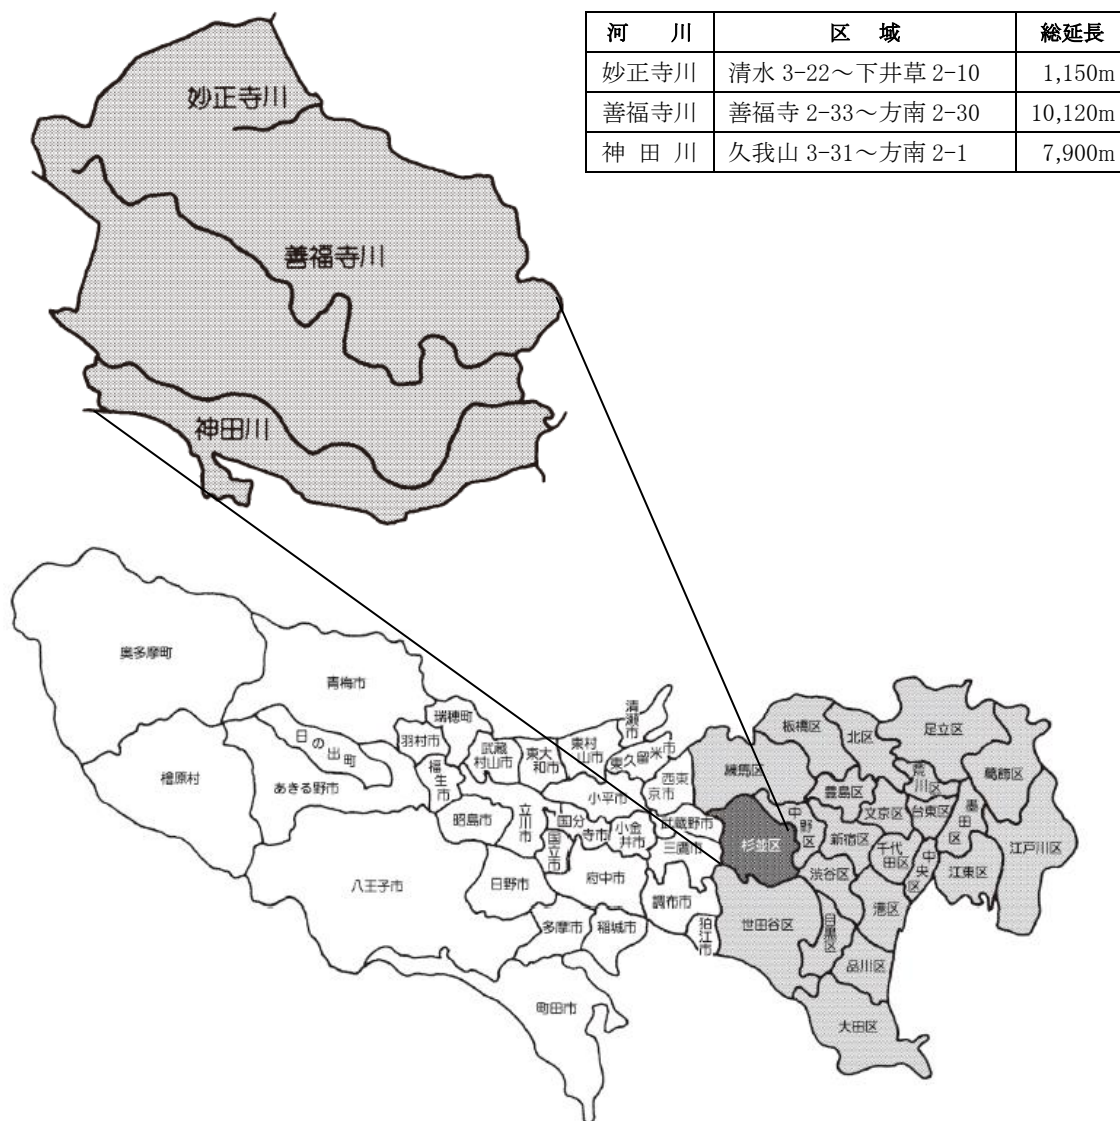 河　川 区　域 総延長
妙正寺川 清水 3-22～下井草 2-10 1,150m
善福寺川 善福寺 2-33～方南 2-30 10,120m
神 田 川 久我山 3-31～方南 2-1 7,900m
妙正寺川
善福寺川
神田川
奥多摩町
青梅市
瑞穂町
羽村市
日の出町
檜原村
あきる野市
福生市
武蔵村山市
東大和市
東村山市
清瀬市
東久留米市
西東京市
小平市
昭島市
立川市
国分寺市
国立市
小金井市
武蔵野市
三鷹市
八王子市
日野市
府中市
調布市
多摩市
稲城市
狛江市
町田市
板橋区
北区
足立区
練馬区
豊島区
荒川区
葛飾区
文京区
台東区
墨田区
杉並区
中野区
新宿区
千代田区
中央区
江東区
江戸川区
渋谷区
港区
世田谷区
目黒区
品川区
大田区